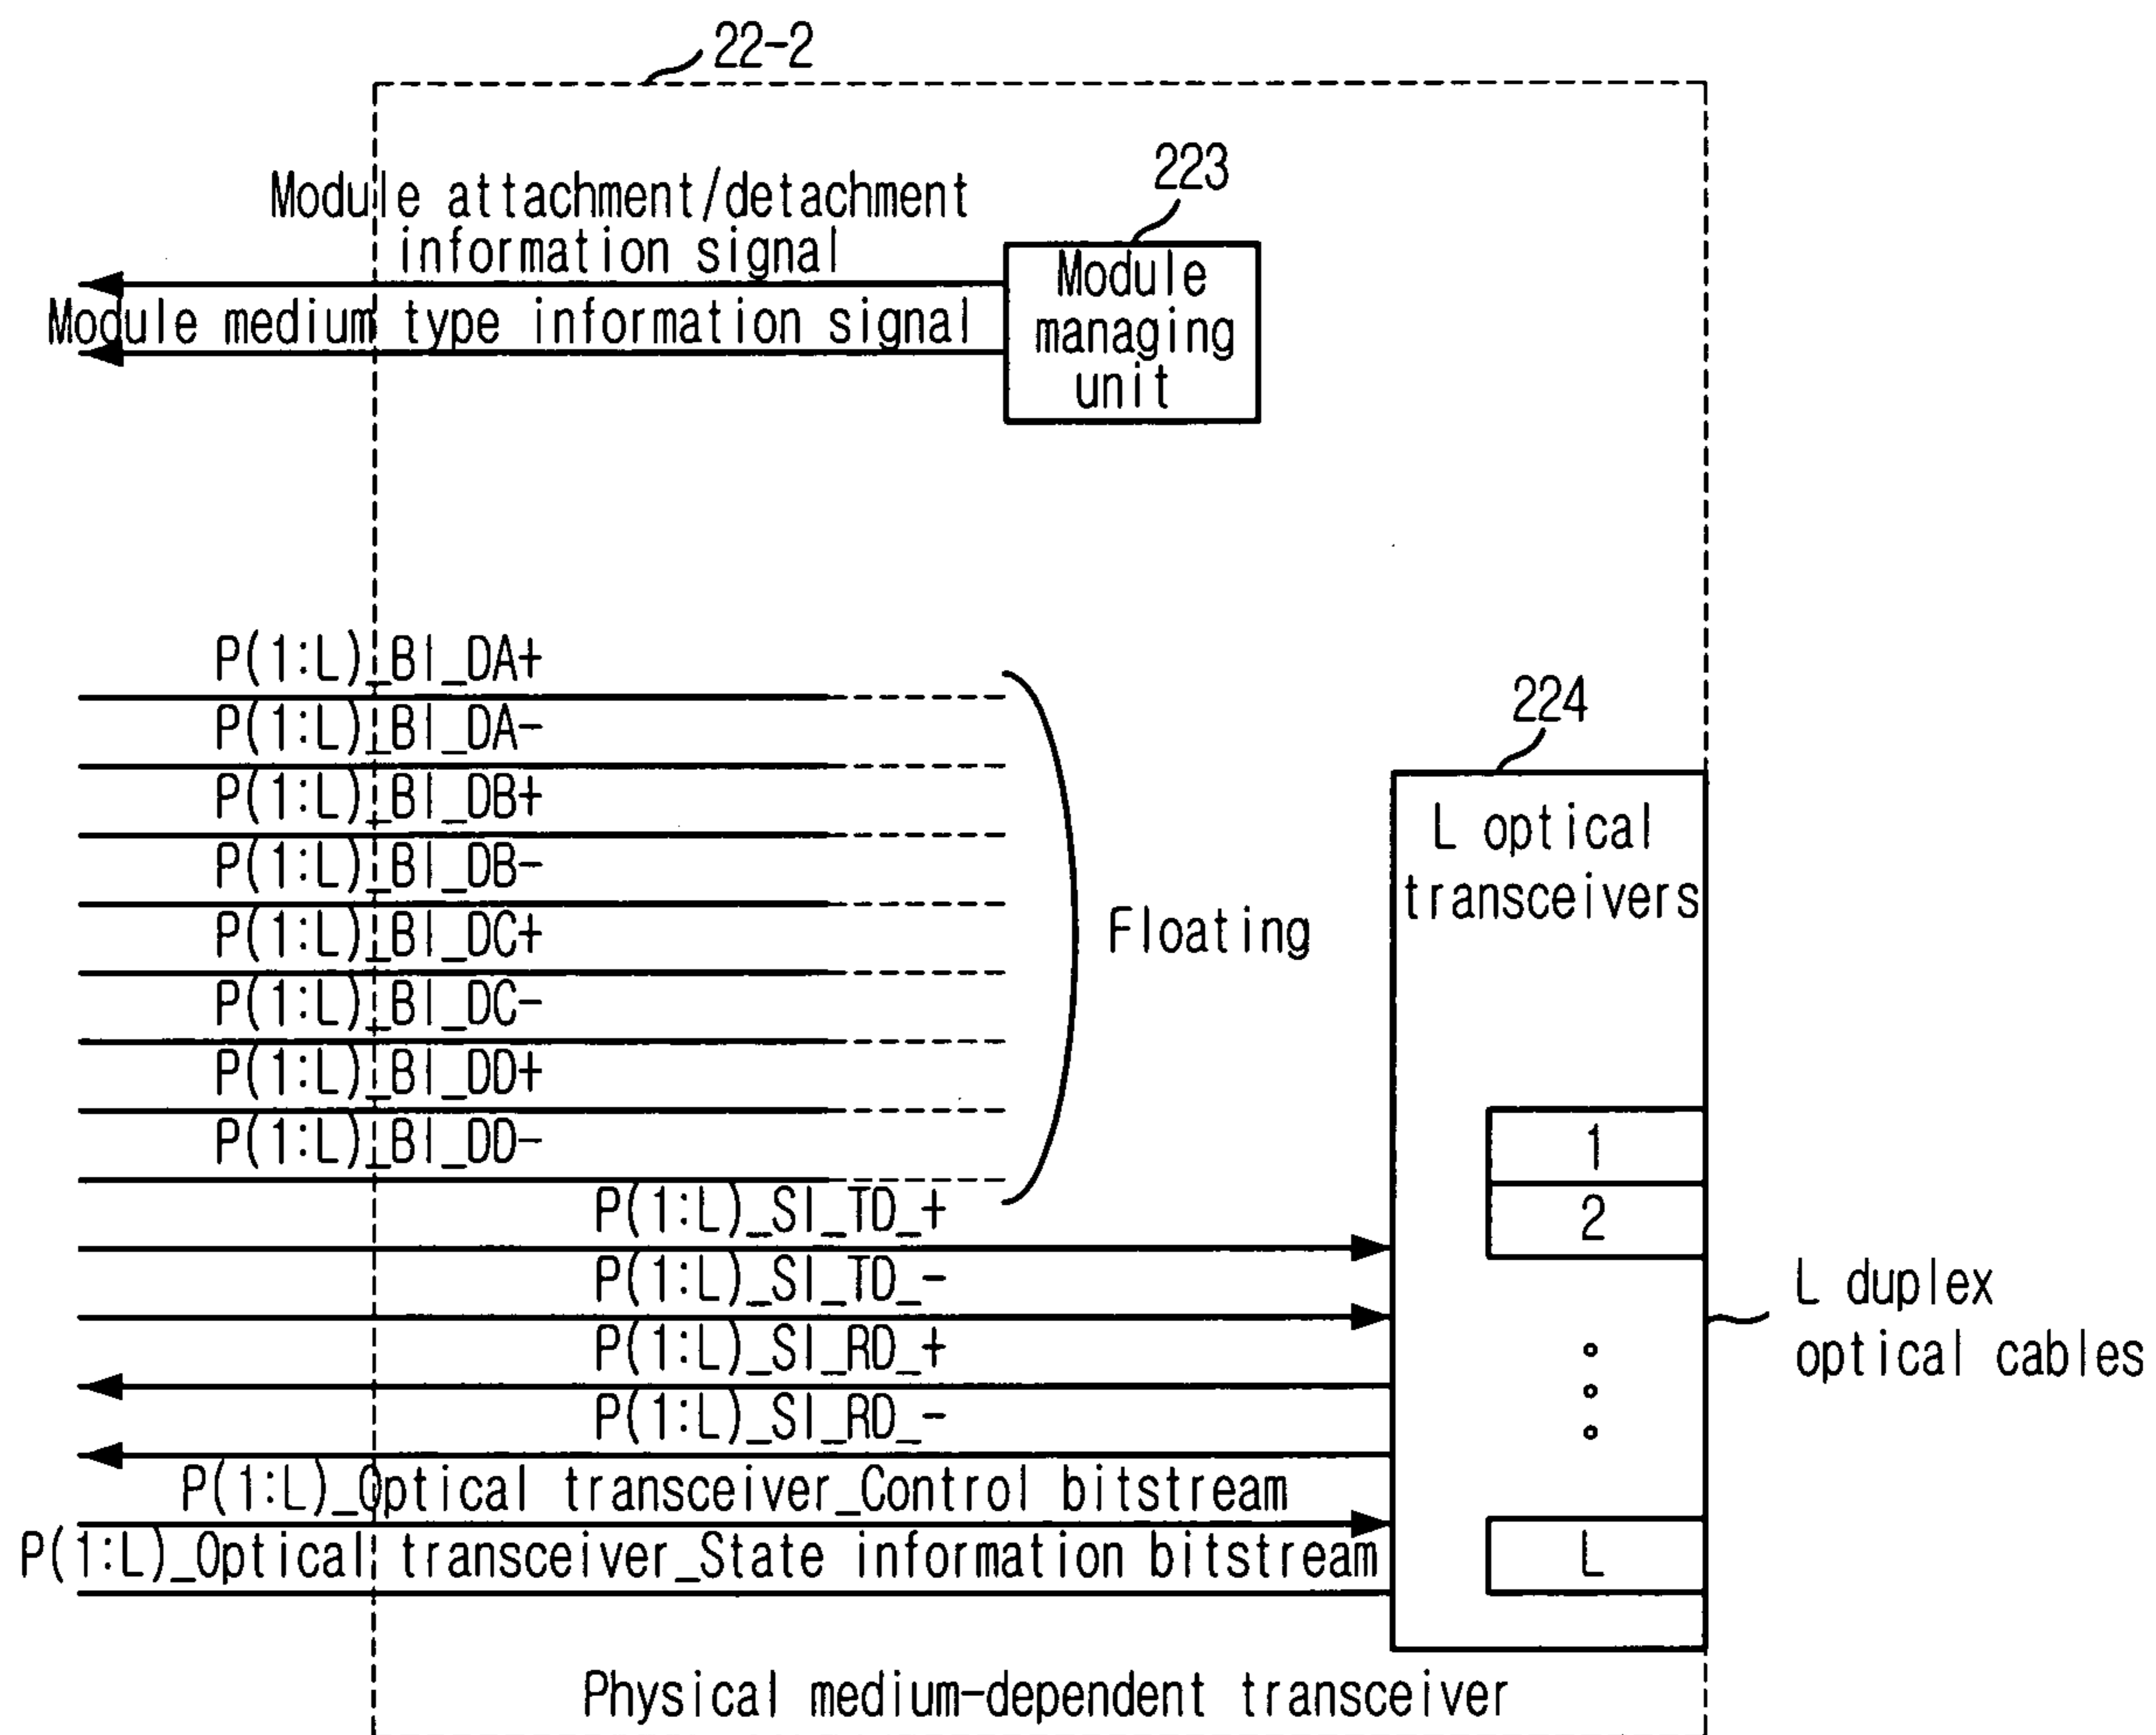 22-2
223
Module attachment/detachment
information signal
Module medium type information signal
Module
managing
unit
P(1:L)_BI_DA+
P(1:L)_BI_DA-
P(1:L)_BI_DB+
P(1:L)_BI_DB-
P(1:L)_BI_DC+
P(1:L)_BI_DC-
P(1:L)_BI_DD+
P(1:L)_BI_DD-
Floating
224
L optical
transceivers
1
2
L
P(1:L)_SI_TD_+
P(1:L)_SI_TD_-
P(1:L)_SI_RD_+
P(1:L)_SI_RD_-
P(1:L)_Optical transceiver_Control bitstream
P(1:L)_Optical transceiver_State information bitstream
L duplex
optical cables
Physical medium-dependent transceiver